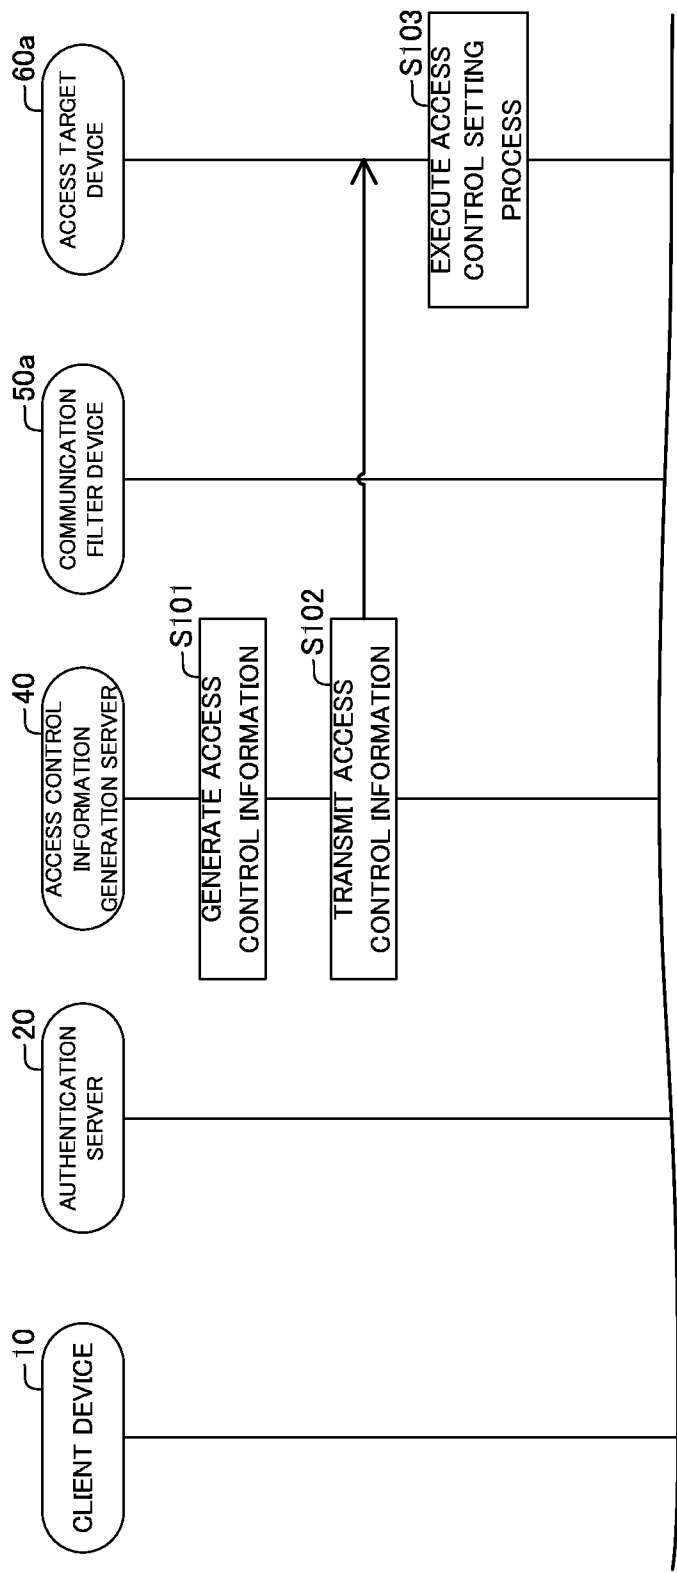 10
CLIENT DEVICE
20
AUTHENTICATION
SERVER
40
ACCESS CONTROL
INFORMATION
GENERATION SERVER
50a
COMMUNICATION
FILTER DEVICE
60a
ACCESS TARGET
DEVICE
S101
GENERATE ACCESS
CONTROL INFORMATION
S102
TRANSMIT ACCESS
CONTROL INFORMATION
S103
EXECUTE ACCESS
CONTROL SETTING
PROCESS